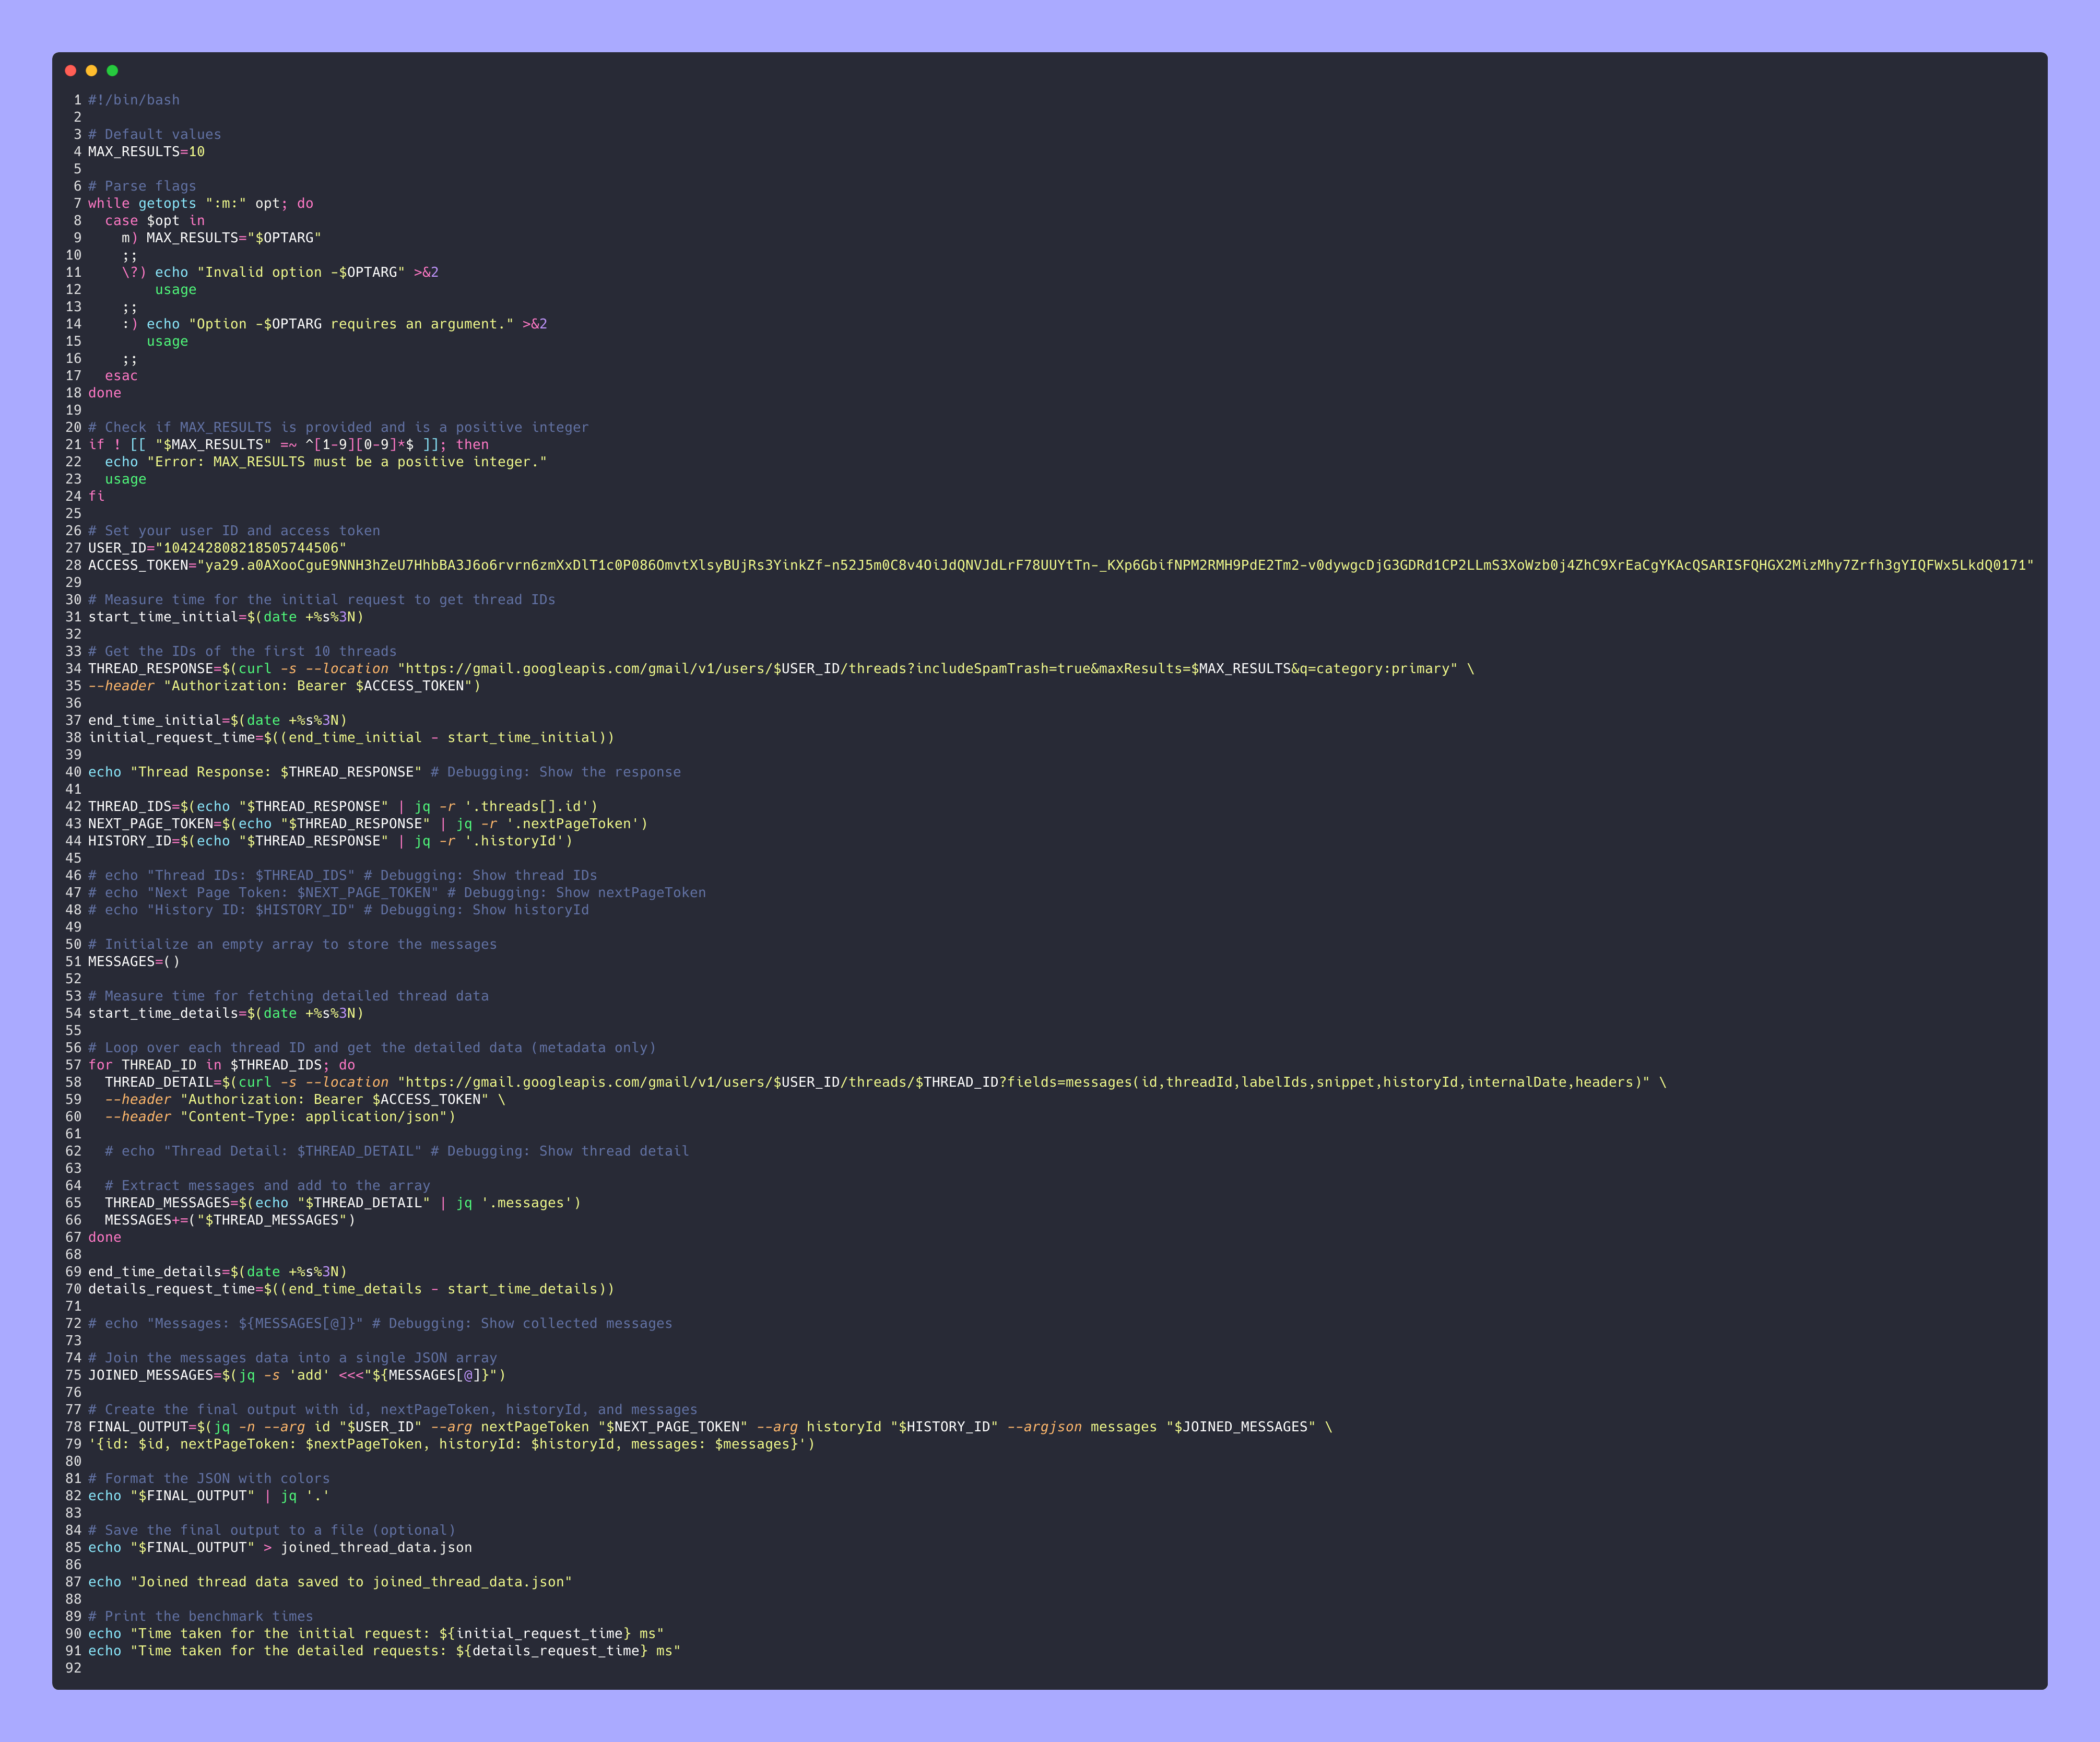 1 #!/bin/bash
2
3 # Default values
4 MAX_RESULTS=10
5
6 # Parse flags
7 while getopts ":m:" opt; do
8   case $opt in
9     m) MAX_RESULTS="$OPTARG"
10     ;;
11     \?) echo "Invalid option -$OPTARG" >&2
12         usage
13     ;;
14     :) echo "Option -$OPTARG requires an argument." >&2
15        usage
16     ;;
17   esac
18 done
19
20 # Check if MAX_RESULTS is provided and is a positive integer
21 if ! [[ "$MAX_RESULTS" =~ ^[1-9][0-9]*$ ]]; then
22   echo "Error: MAX_RESULTS must be a positive integer."
23   usage
24 fi
25
26 # Set your user ID and access token
27 USER_ID="104242808218505744506"
28 ACCESS_TOKEN="ya29.a0AXooCguE9NNH3hZeU7HhbBA3J6o6rvrn6zmXxDlT1c0P086OmvtXlsyBUjRs3YinkZf-n52J5m0C8v4OiJdQNVJdLrF78UUYtTn-_KXp6GbifNPM2RMH9PdE2Tm2-v0dywgcDjG3GDRd1CP2LLmS3XoWzb0j4ZhC9XrEaCgYKAcQSARISFQHGX2MizMhy7Zrfh3gYIQFWx5LkdQ0171"
29
30 # Measure time for the initial request to get thread IDs
31 start_time_initial=$(date +%s%3N)
32
33 # Get the IDs of the first 10 threads
34 THREAD_RESPONSE=$(curl -s --location "https://gmail.googleapis.com/gmail/v1/users/$USER_ID/threads?includeSpamTrash=true&maxResults=$MAX_RESULTS&q=category:primary" \
35 --header "Authorization: Bearer $ACCESS_TOKEN")
36
37 end_time_initial=$(date +%s%3N)
38 initial_request_time=$((end_time_initial - start_time_initial))
39
40 echo "Thread Response: $THREAD_RESPONSE" # Debugging: Show the response
41
42 THREAD_IDS=$(echo "$THREAD_RESPONSE" | jq -r '.threads[].id')
43 NEXT_PAGE_TOKEN=$(echo "$THREAD_RESPONSE" | jq -r '.nextPageToken')
44 HISTORY_ID=$(echo "$THREAD_RESPONSE" | jq -r '.historyId')
45
46 # echo "Thread IDs: $THREAD_IDS" # Debugging: Show thread IDs
47 # echo "Next Page Token: $NEXT_PAGE_TOKEN" # Debugging: Show nextPageToken
48 # echo "History ID: $HISTORY_ID" # Debugging: Show historyId
49
50 # Initialize an empty array to store the messages
51 MESSAGES=()
52
53 # Measure time for fetching detailed thread data
54 start_time_details=$(date +%s%3N)
55
56 # Loop over each thread ID and get the detailed data (metadata only)
57 for THREAD_ID in $THREAD_IDS; do
58   THREAD_DETAIL=$(curl -s --location "https://gmail.googleapis.com/gmail/v1/users/$USER_ID/threads/$THREAD_ID?fields=messages(id,threadId,labelIds,snippet,historyId,internalDate,headers)" \
59   --header "Authorization: Bearer $ACCESS_TOKEN" \
60   --header "Content-Type: application/json")
61
62   # echo "Thread Detail: $THREAD_DETAIL" # Debugging: Show thread detail
63
64   # Extract messages and add to the array
65   THREAD_MESSAGES=$(echo "$THREAD_DETAIL" | jq '.messages')
66   MESSAGES+=("$THREAD_MESSAGES")
67 done
68
69 end_time_details=$(date +%s%3N)
70 details_request_time=$((end_time_details - start_time_details))
71
72 # echo "Messages: ${MESSAGES[@]}" # Debugging: Show collected messages
73
74 # Join the messages data into a single JSON array
75 JOINED_MESSAGES=$(jq -s 'add' <<<"${MESSAGES[@]}")
76
77 # Create the final output with id, nextPageToken, historyId, and messages
78 FINAL_OUTPUT=$(jq -n --arg id "$USER_ID" --arg nextPageToken "$NEXT_PAGE_TOKEN" --arg historyId "$HISTORY_ID" --argjson messages "$JOINED_MESSAGES" \
79 '{id: $id, nextPageToken: $nextPageToken, historyId: $historyId, messages: $messages}')
80
81 # Format the JSON with colors
82 echo "$FINAL_OUTPUT" | jq '.'
83
84 # Save the final output to a file (optional)
85 echo "$FINAL_OUTPUT" > joined_thread_data.json
86
87 echo "Joined thread data saved to joined_thread_data.json"
88
89 # Print the benchmark times
90 echo "Time taken for the initial request: ${initial_request_time} ms"
91 echo "Time taken for the detailed requests: ${details_request_time} ms"
92